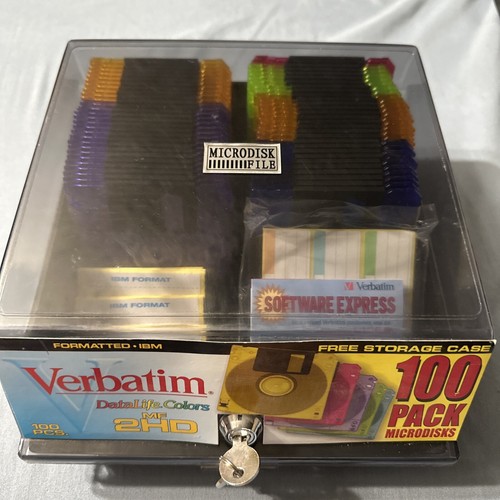 MICRODISK
FILE
IBM FORMAT
IBM FORMAT
Verbatim
SOFTWARE EXPRESS
FORMATTED • IBM
FREE STORAGE CASE
Verbatim.
DataLife Colors
MF
2HD
100
PCS
100
PACK
MICRODISKS